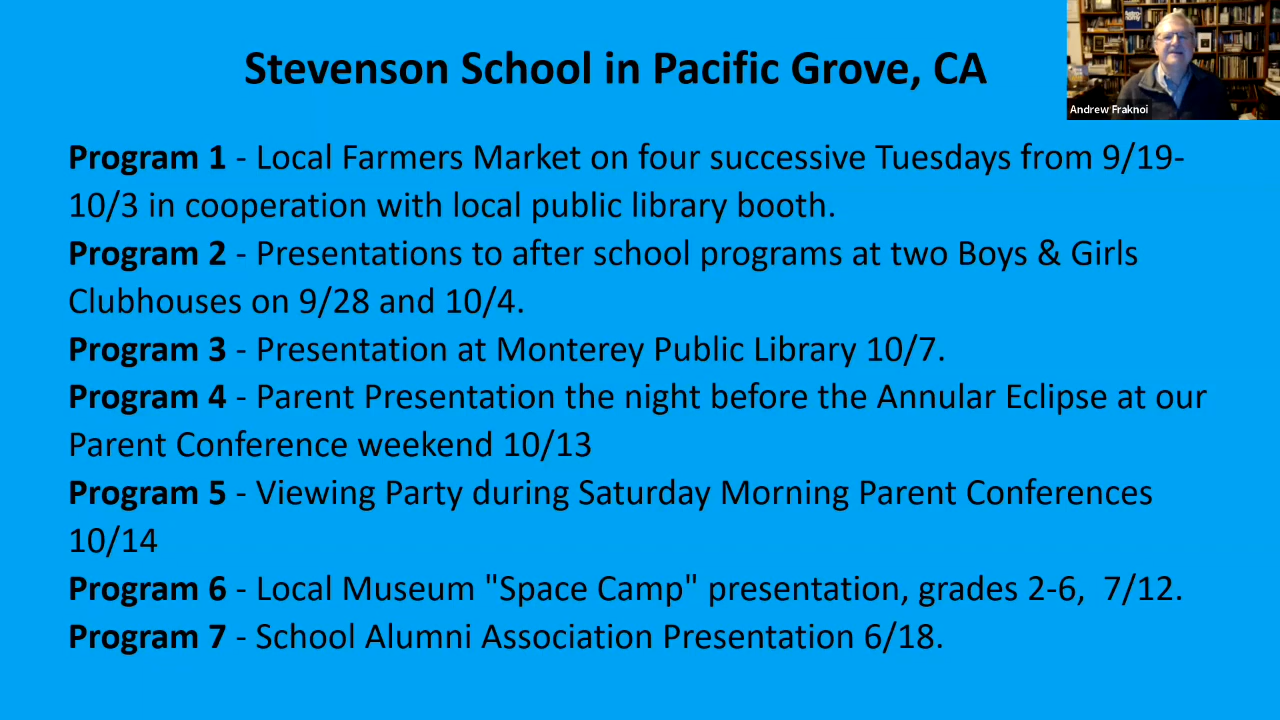 Stevenson School in Pacific Grove, CA
Andrew Fraknoi
Program 1 - Local Farmers Market on four successive Tuesdays from 9/19-
10/3 in cooperation with local public library booth.
Program 2 - Presentations to after school programs at two Boys & Girls
Clubhouses on 9/28 and 10/4.
Program 3 - Presentation at Monterey Public Library 10/7.
Program 4 - Parent Presentation the night before the Annular Eclipse at our
Parent Conference weekend 10/13
Program 5 - Viewing Party during Saturday Morning Parent Conferences
10/14
Program 6 - Local Museum "Space Camp" presentation, grades 2-6,  7/12.
Program 7 - School Alumni Association Presentation 6/18.